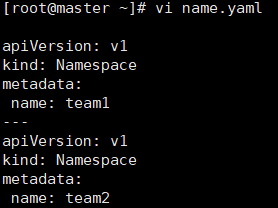 [root@master ~]# vi name.yaml
apiVersion: v1
kind: Namespace
metadata:
 name: team1
---
apiVersion: v1
kind: Namespace
metadata:
 name: team2